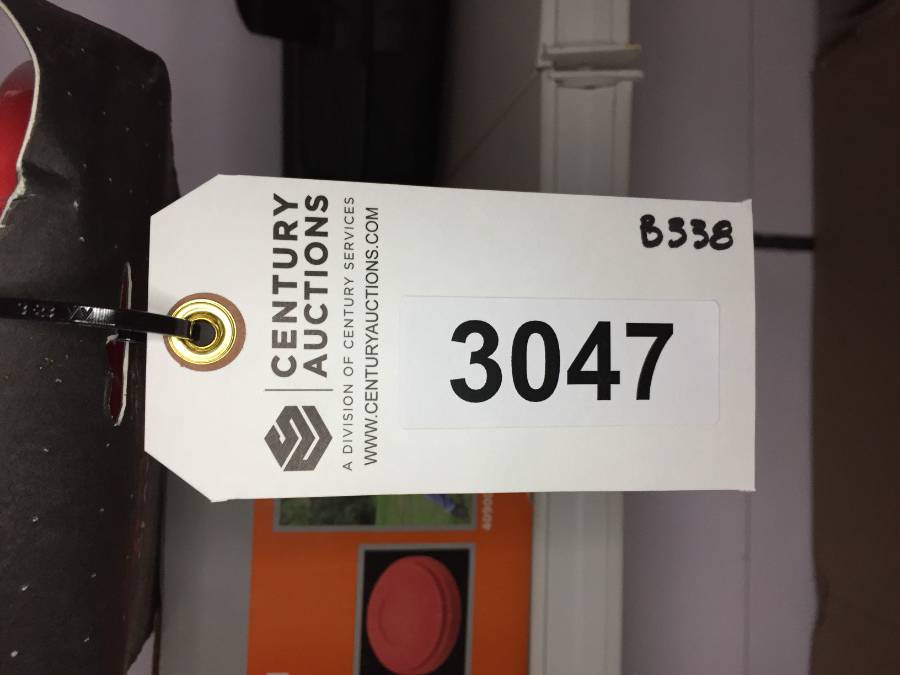 CENTURY
AUCTIONS
A DIVISION OF CENTURY SERVICES
WWW.CENTURYAUCTIONS.COM
B338
3047